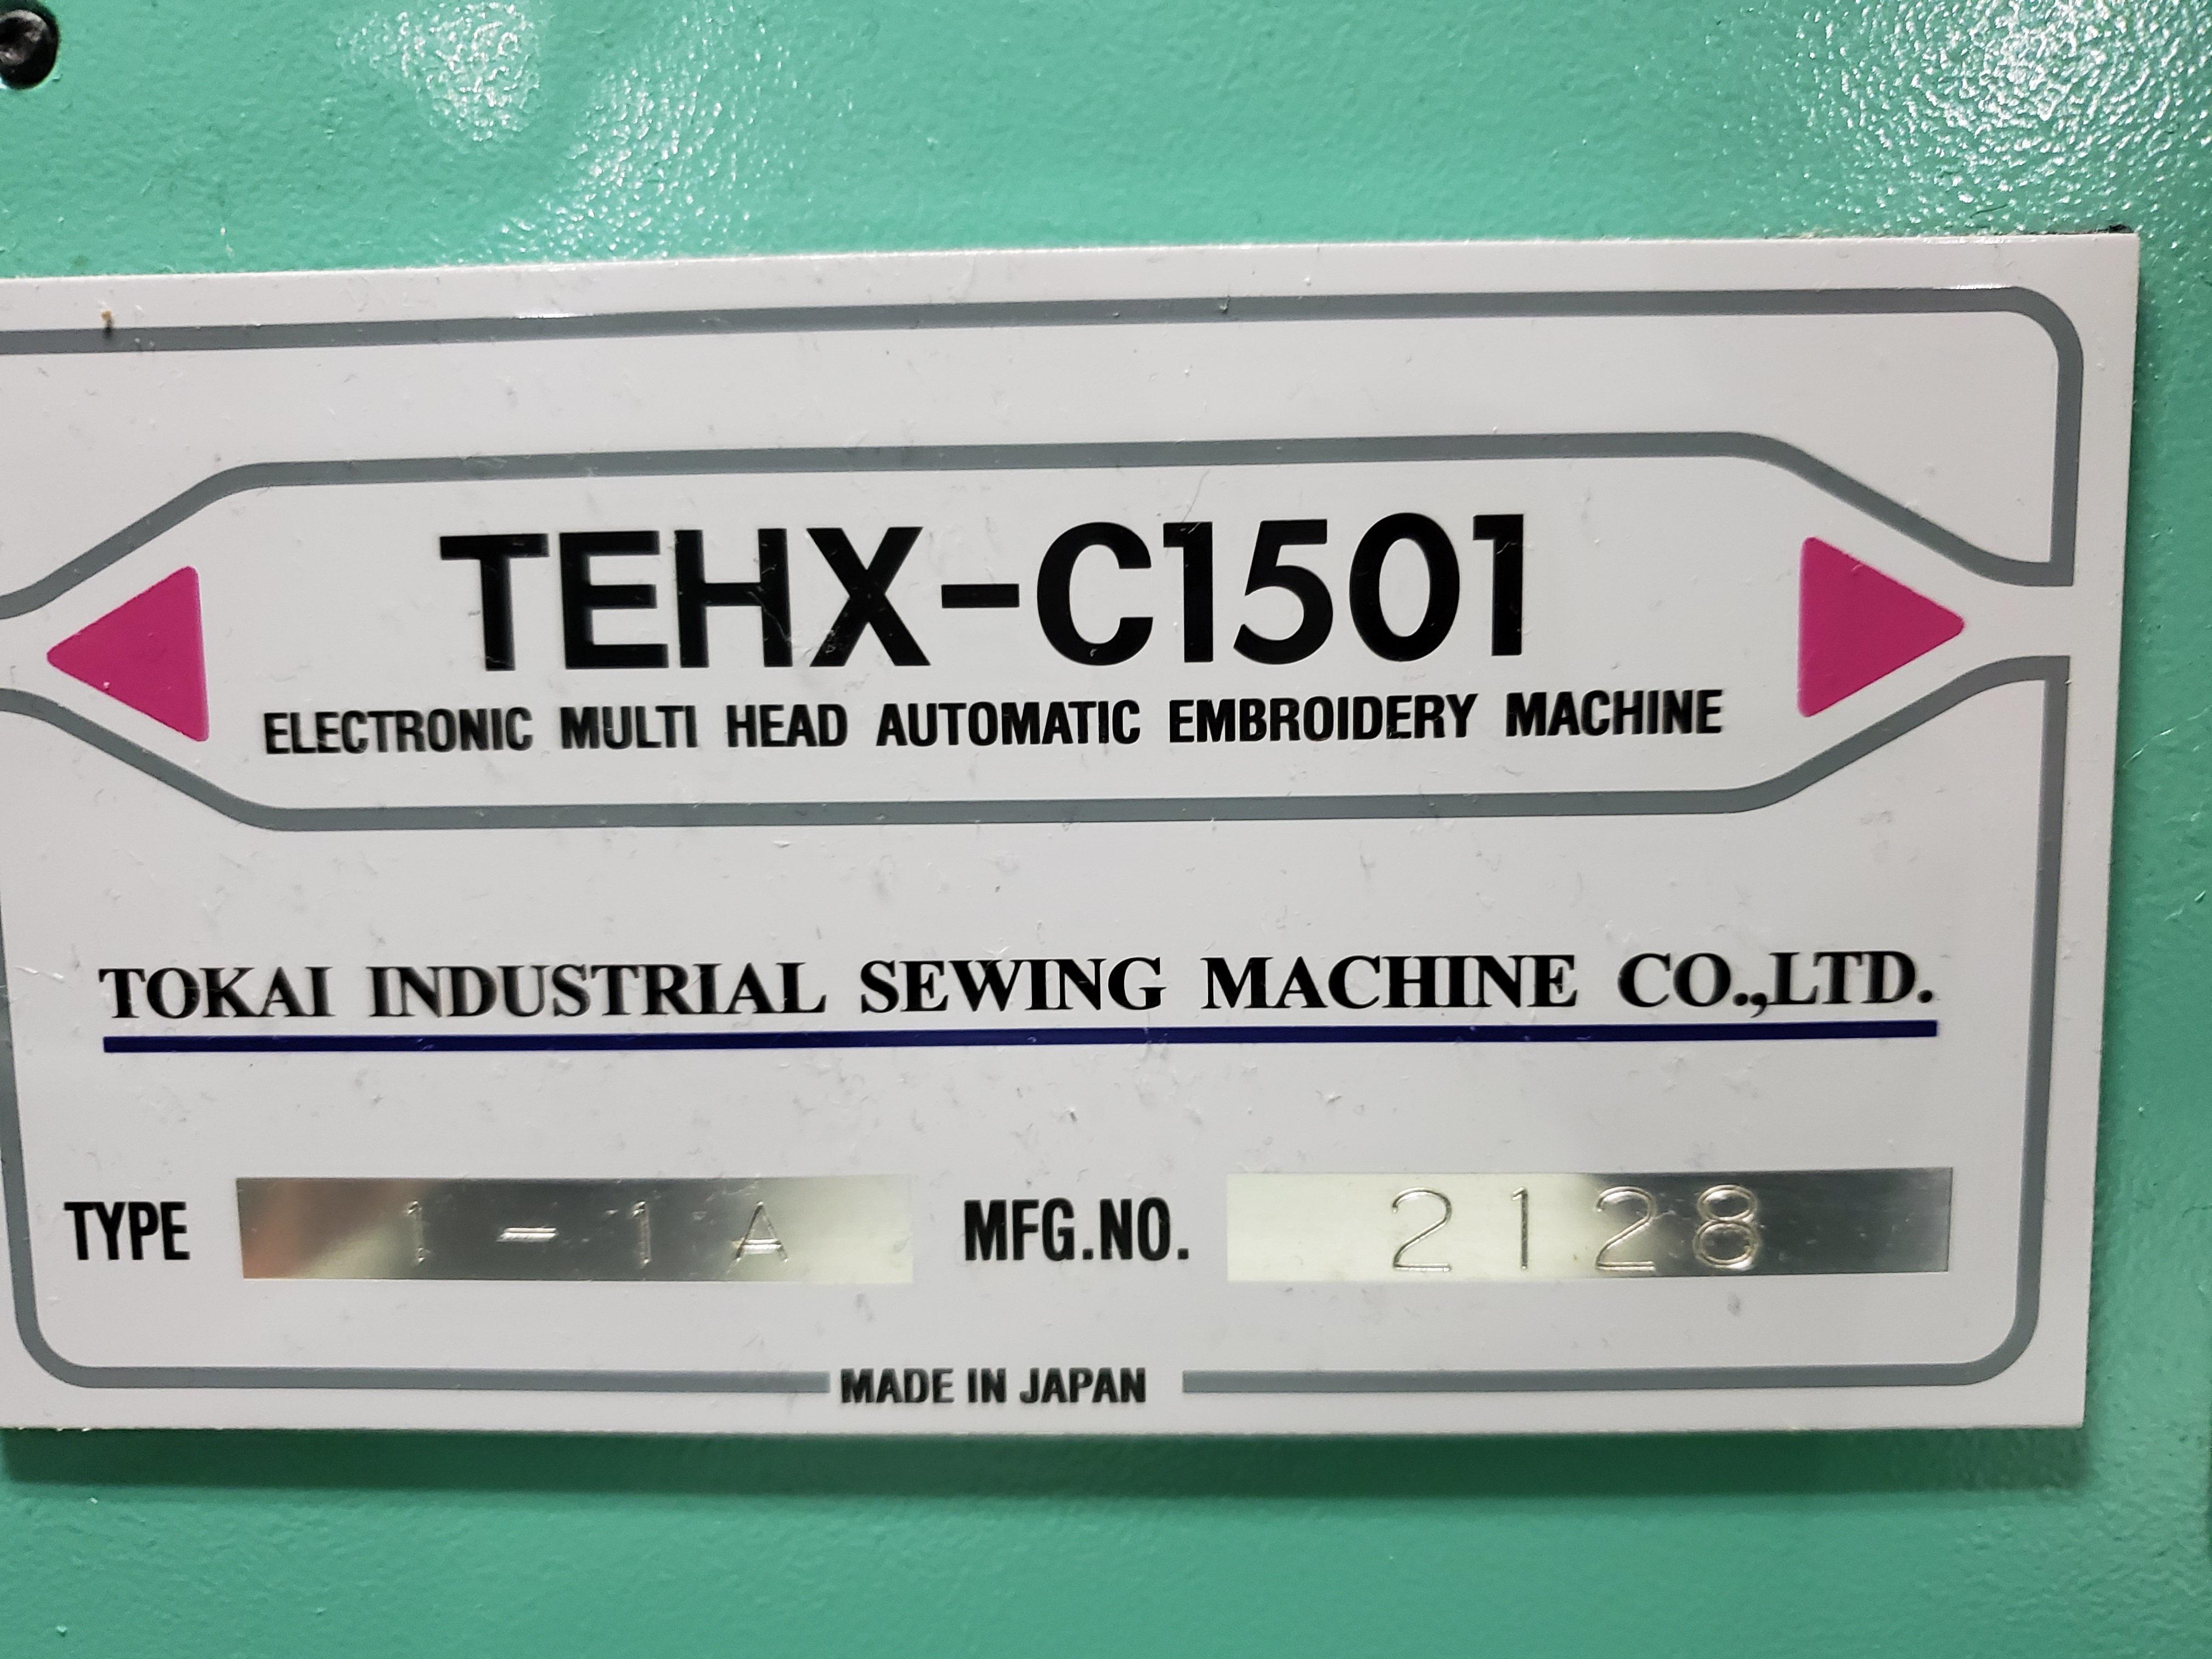 TEHX-C1501
ELECTRONIC MULTI HEAD AUTOMATIC EMBROIDERY MACHINE
TOKAI INDUSTRIAL SEWING MACHINE CO.,LTD.
TYPE 1-1A MFG.NO. 2128
MADE IN JAPAN